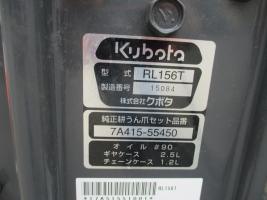 Kubota
型式 RL156T
製造番号 15084
株式会社クボタ
純正耕うん爪セット品番
7A415-55450
オイル #90
ギヤケース 2.5L
チェーンケース 1.2L
RL156T